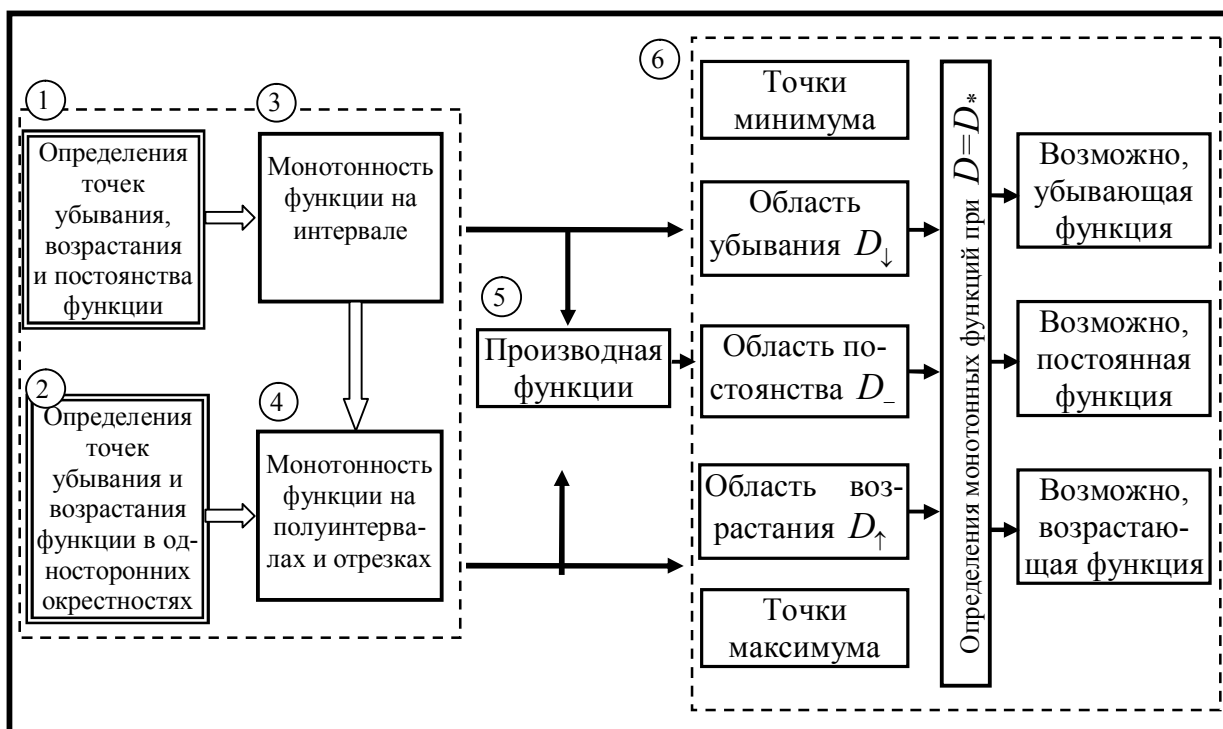 1
Определения
точек
убывания,
возрастания
и постоянства
функции
3
Монотонность
функции на
интервале
2
Определения
точек
убывания и
возрастания
функции в од-
носторонних
окрестностях
4
Монотонность
функции на
полуинтерва-
лах и отрезках
5
Производная
функции
6
Точки
минимума
Область
убывания D↓
Область по-
стоянства D−
Область воз-
растания D↑
Точки
максимума
Определения монотонных функций при D=D*
Возможно,
убывающая
функция
Возможно,
постоянная
функция
Возможно,
возрастаю-
щая функция